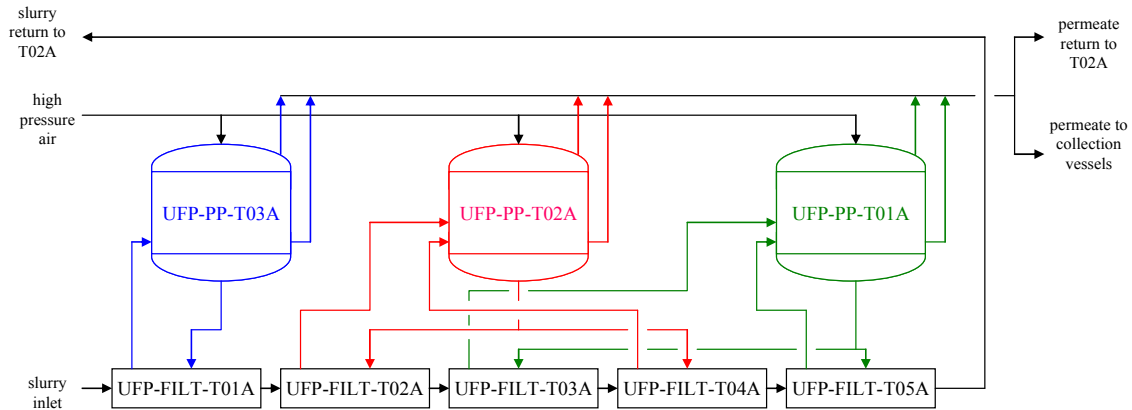 slurry
return to
T02A
permeate
return to
T02A
high
pressure
air
permeate to
collection
vessels
UFP-PP-T03A
UFP-PP-T02A
UFP-PP-T01A
slurry
inlet
UFP-FILT-T01A
UFP-FILT-T02A
UFP-FILT-T03A
UFP-FILT-T04A
UFP-FILT-T05A